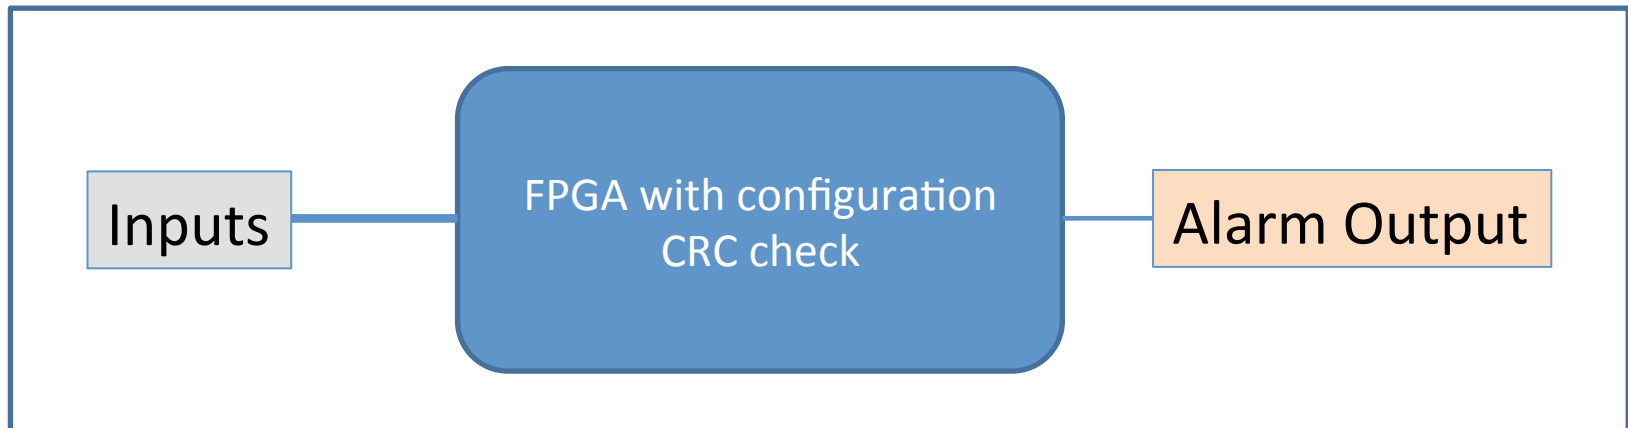 Inputs
FPGA with configuration
CRC check
Alarm Output